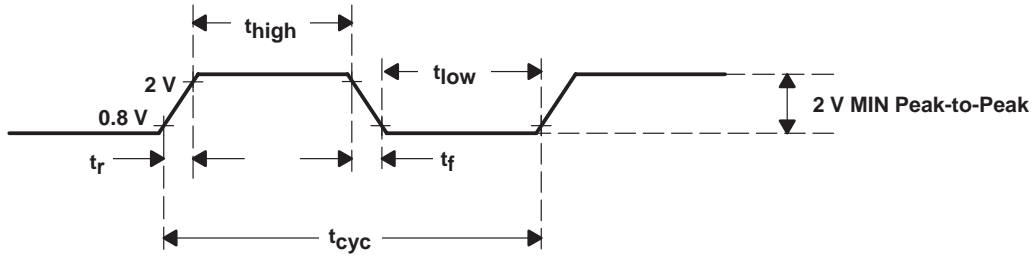 thigh
2 V
tlow
2 V MIN Peak-to-Peak
0.8 V
tr
tf
tcyc